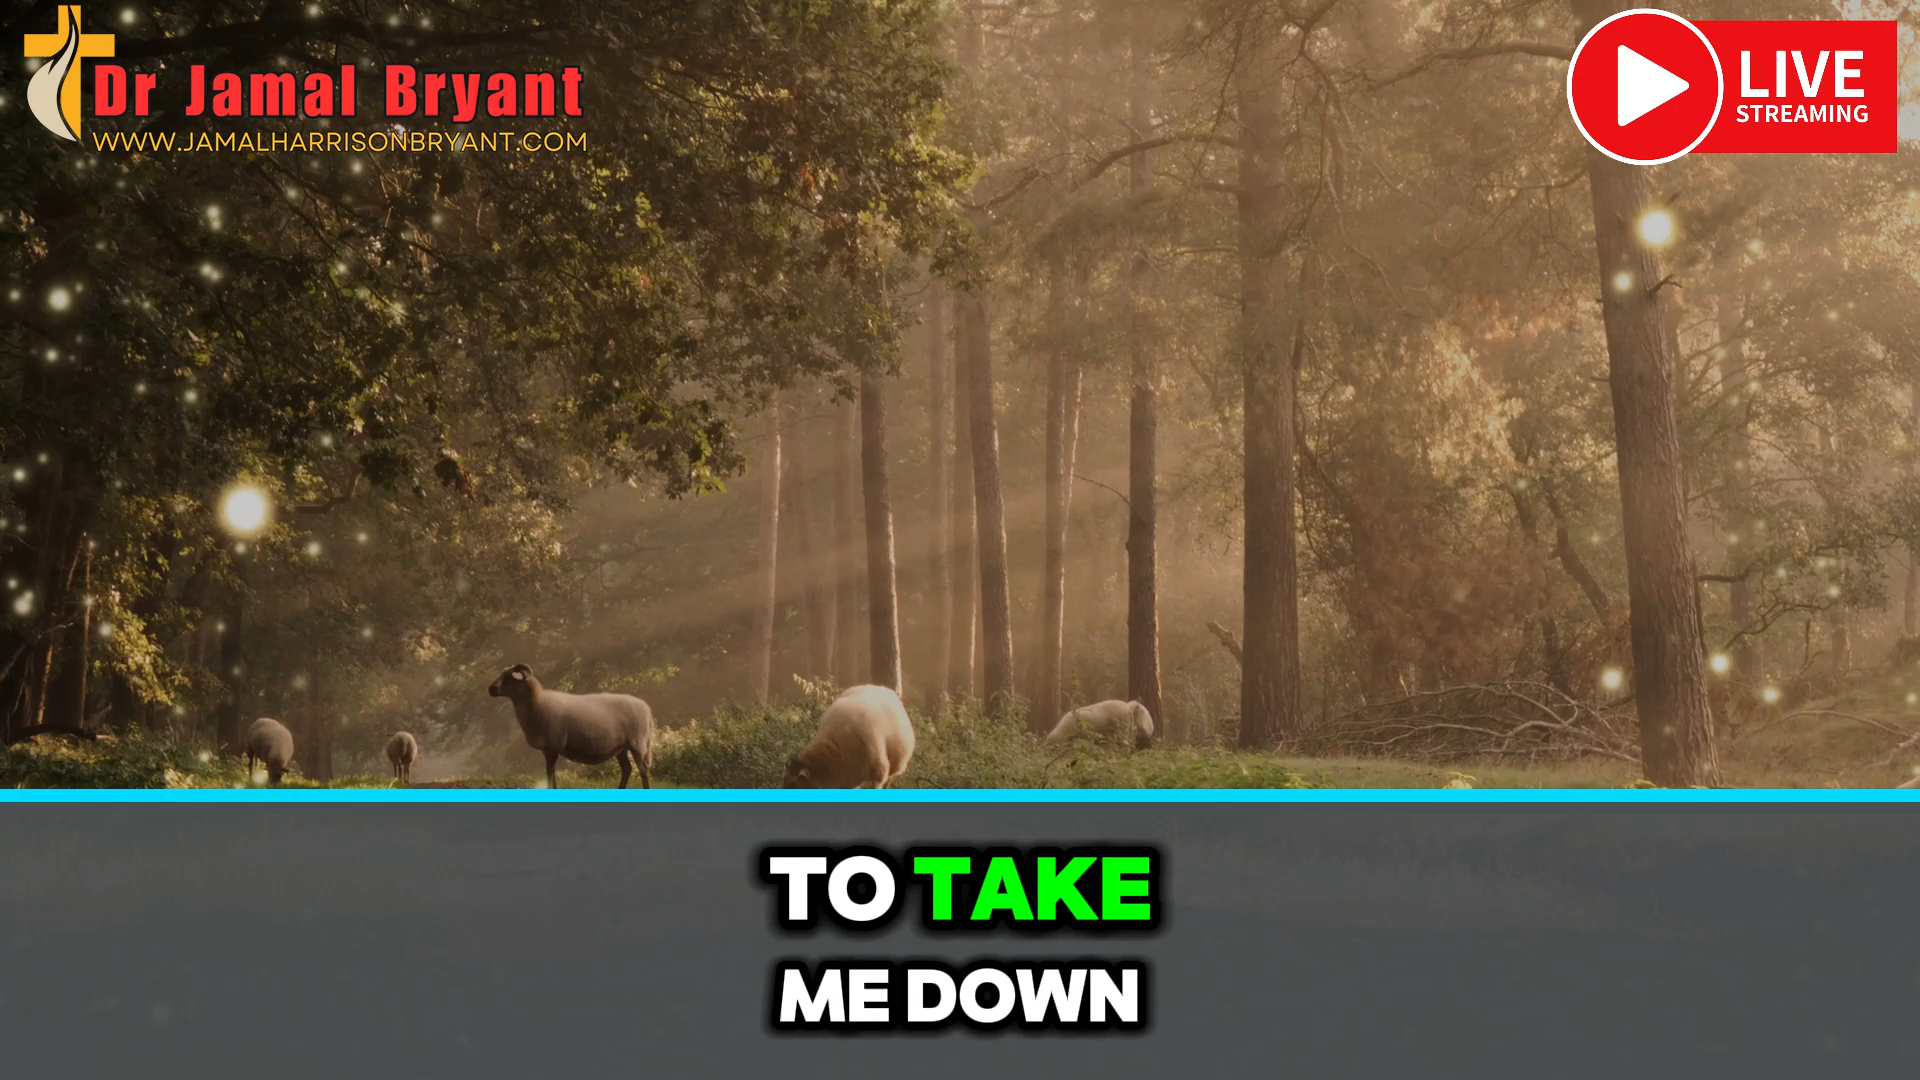 Dr Jamal Bryant
WWW.JAMALHARRISONBRYANT.COM
LIVE
STREAMING
TO TAKE
ME DOWN